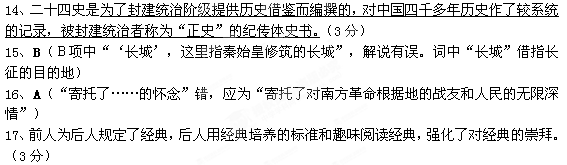 14、二十四史是为了封建统治阶级提供历史借鉴而编撰的，对中国四千多年历史作了较系统
的记录，被封建统治者称为“正史”的纪传体史书。（3 分）
15、B（B项中“‘长城’，这里指秦始皇修筑的长城”，解说有误。词中“长城”借指长
征的目的地）
16、A（“寄托了……的怀念”错，应为“寄托了对南方革命根据地的战友和人民的无限深
情”）
17、前人为后人规定了经典，后人用经典培养的标准和趣味阅读经典，强化了对经典的崇拜。
（3 分）